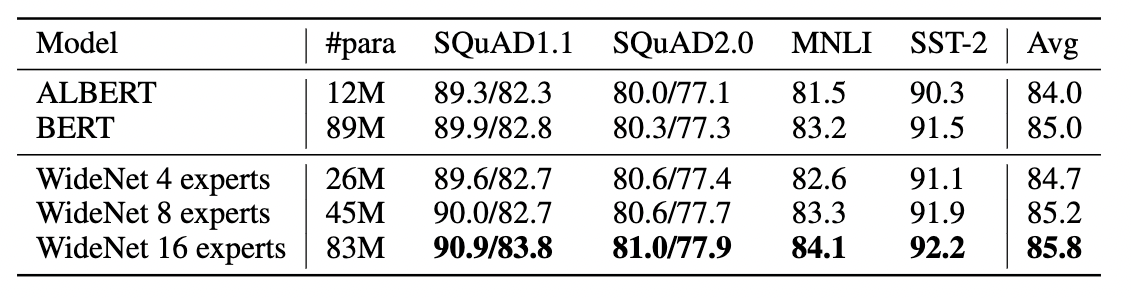 Model #para SQuAD1.1 SQuAD2.0 MNLI SST-2 Avg
ALBERT 12M 89.3/82.3 80.0/77.1 81.5 90.3 84.0
BERT 89M 89.9/82.8 80.3/77.3 83.2 91.5 85.0
WideNet 4 experts 26M 89.6/82.7 80.6/77.4 82.6 91.1 84.7
WideNet 8 experts 45M 90.0/82.7 80.6/77.7 83.3 91.9 85.2
WideNet 16 experts 83M 90.9/83.8 81.0/77.9 84.1 92.2 85.8